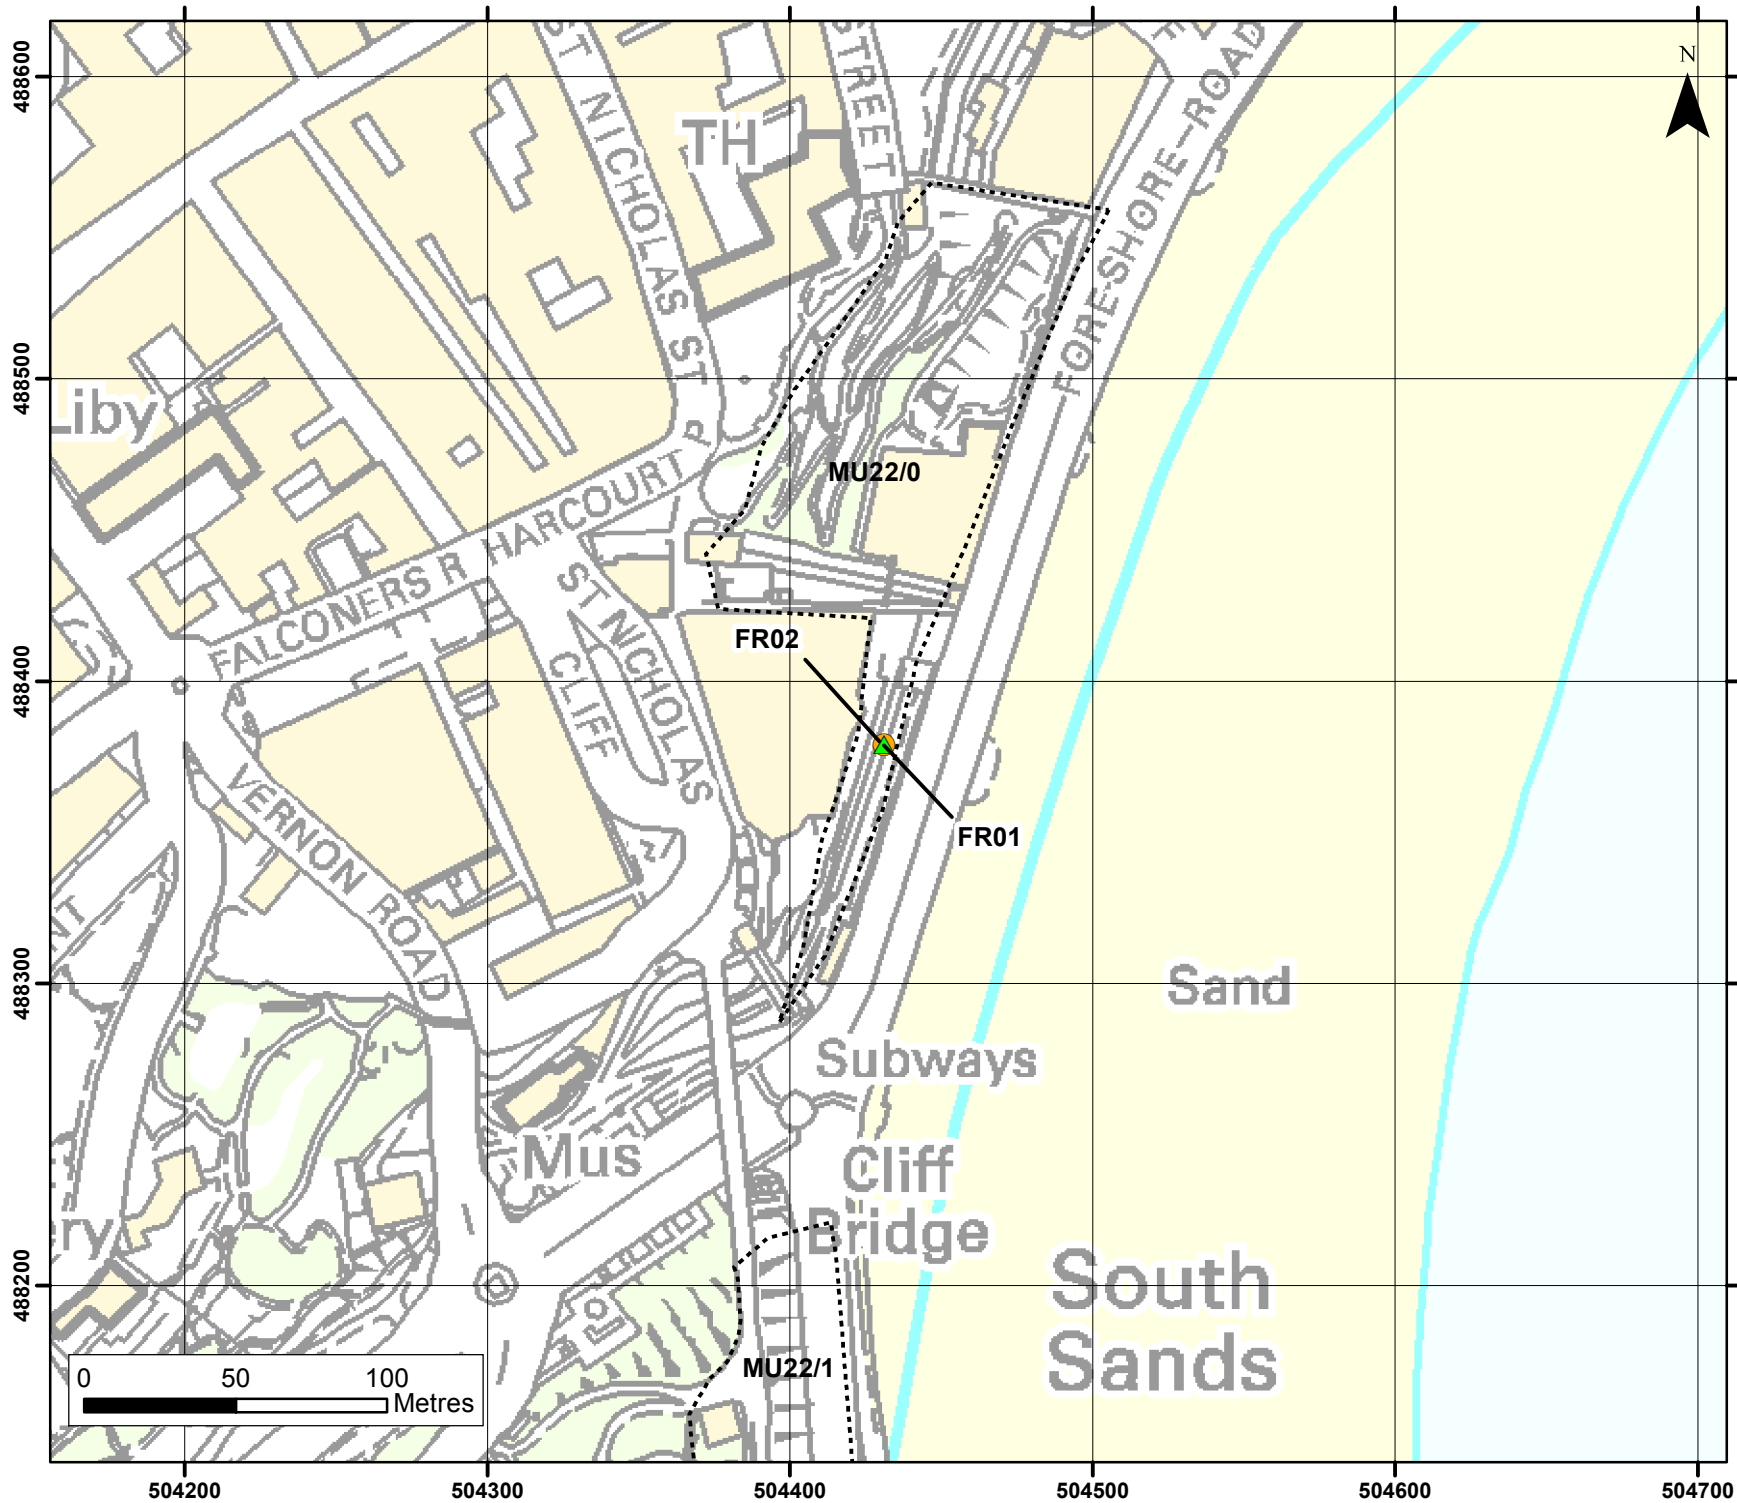 488600
488500
488400
488300
488200
504200
504300
504400
504500
504600
504700
N
ST NICHOLAS ST
STREET
TH
FORESHORE-ROAD
Liby
MU22/0
HARCOURT P
FALCONERS R
ST NICHOLAS
CLIFF
FR02
FR01
VERNON ROAD
NT
Sand
Subways
Mus
Cliff
Bridge
ery
South
Sands
MU22/1
0 50 100
Metres